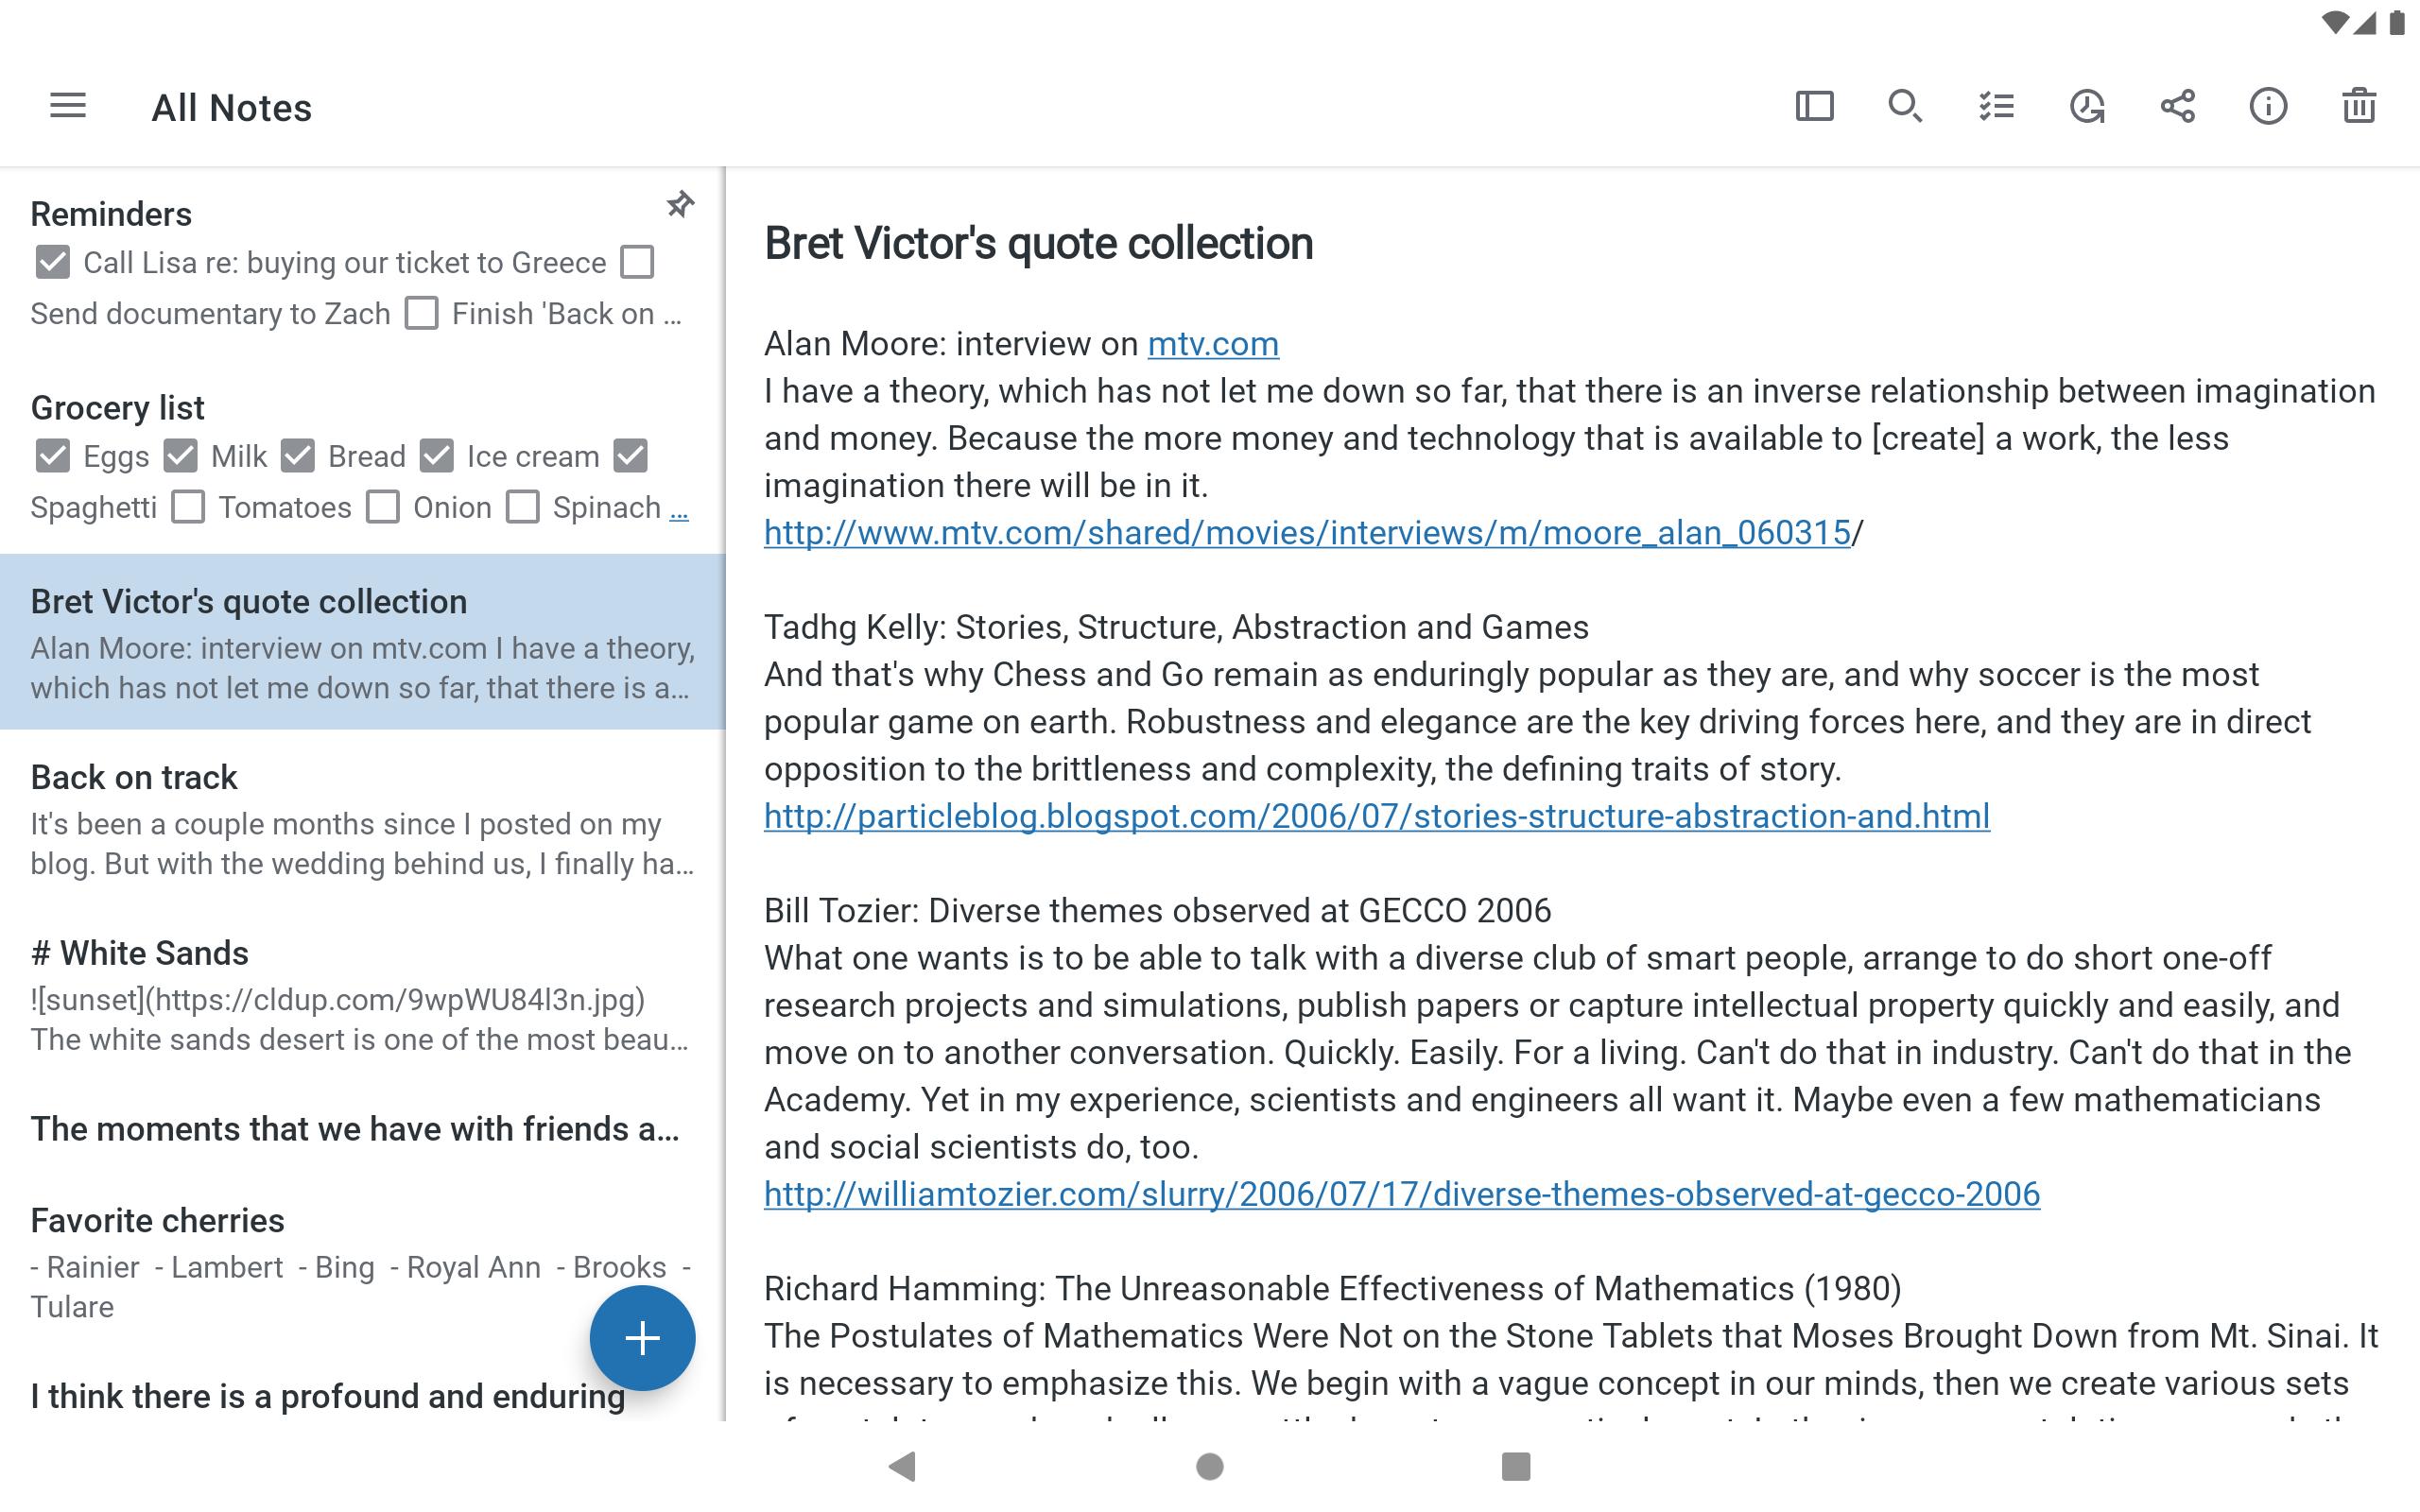 All Notes
Reminders
Call Lisa re: buying our ticket to Greece
Send documentary to Zach Finish 'Back on …
Grocery list
Eggs Milk Bread Ice cream
Spaghetti Tomatoes Onion Spinach …
Bret Victor's quote collection
Alan Moore: interview on mtv.com I have a theory,
which has not let me down so far, that there is a…
Back on track
It's been a couple months since I posted on my
blog. But with the wedding behind us, I finally ha…
# White Sands
![sunset](https://cldup.com/9wpWU84l3n.jpg)
The white sands desert is one of the most beau…
The moments that we have with friends a…
Favorite cherries
- Rainier - Lambert - Bing - Royal Ann - Brooks -
Tulare
I think there is a profound and enduring
Bret Victor's quote collection
Alan Moore: interview on mtv.com
I have a theory, which has not let me down so far, that there is an inverse relationship between imagination
and money. Because the more money and technology that is available to [create] a work, the less
imagination there will be in it.
http://www.mtv.com/shared/movies/interviews/m/moore_alan_060315/
Tadhg Kelly: Stories, Structure, Abstraction and Games
And that's why Chess and Go remain as enduringly popular as they are, and why soccer is the most
popular game on earth. Robustness and elegance are the key driving forces here, and they are in direct
opposition to the brittleness and complexity, the defining traits of story.
http://particleblog.blogspot.com/2006/07/stories-structure-abstraction-and.html
Bill Tozier: Diverse themes observed at GECCO 2006
What one wants is to be able to talk with a diverse club of smart people, arrange to do short one-off
research projects and simulations, publish papers or capture intellectual property quickly and easily, and
move on to another conversation. Quickly. Easily. For a living. Can't do that in industry. Can't do that in the
Academy. Yet in my experience, scientists and engineers all want it. Maybe even a few mathematicians
and social scientists do, too.
http://williamtozier.com/slurry/2006/07/17/diverse-themes-observed-at-gecco-2006
Richard Hamming: The Unreasonable Effectiveness of Mathematics (1980)
The Postulates of Mathematics Were Not on the Stone Tablets that Moses Brought Down from Mt. Sinai. It
is necessary to emphasize this. We begin with a vague concept in our minds, then we create various sets